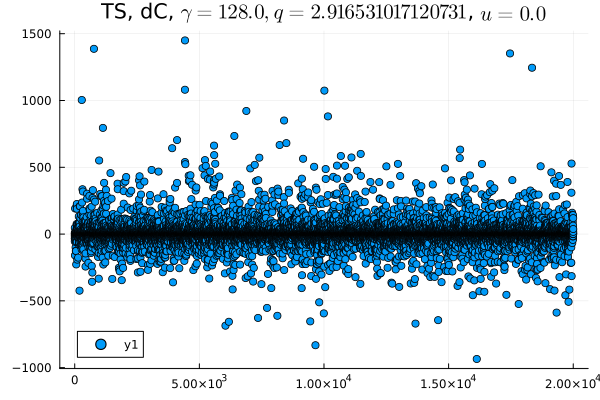 TS, dC, γ = 128.0, q = 2.916531017120731, u = 0.0
1500
1000
500
0
−500
−1000
y1
0 5.00×10³ 1.00×10⁴ 1.50×10⁴ 2.00×10⁴